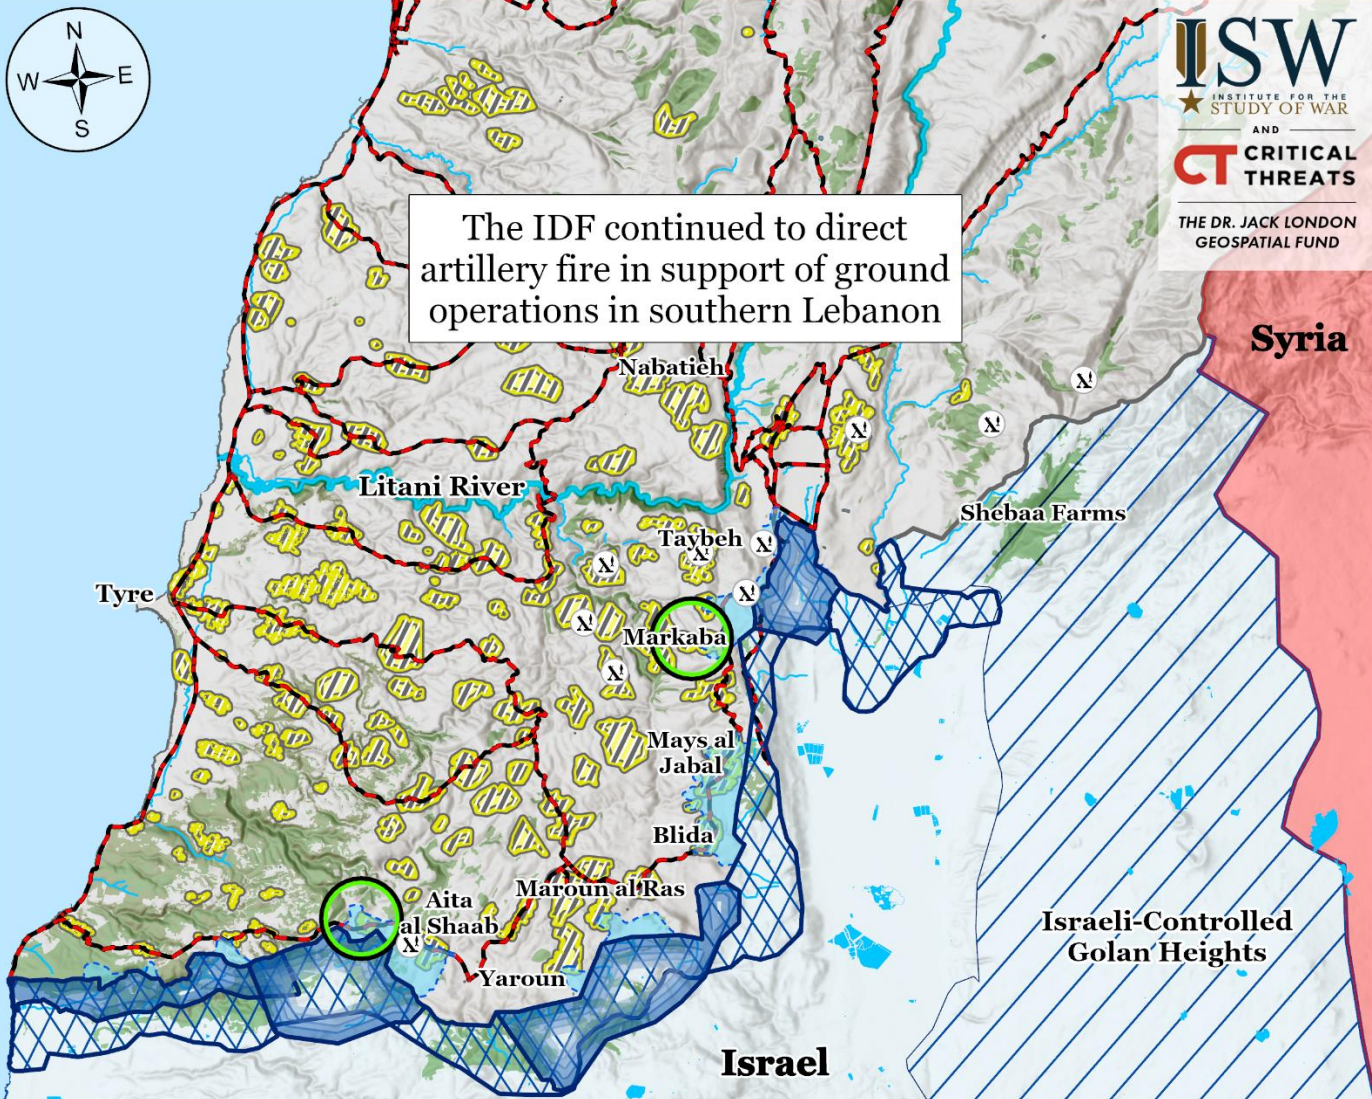 N
W E
S
ISW
INSTITUTE FOR THE
STUDY OF WAR
AND
CT CRITICAL
THREATS
THE DR. JACK LONDON
GEOSPATIAL FUND
The IDF continued to direct
artillery fire in support of ground
operations in southern Lebanon
Syria
Nabatieh
Litani River
Shebaa Farms
Taybeh
Tyre
Markaba
Mays al
Jabal
Blida
Maroun al Ras
Aita
al Shaab
Yaroun
Israeli-Controlled
Golan Heights
Israel